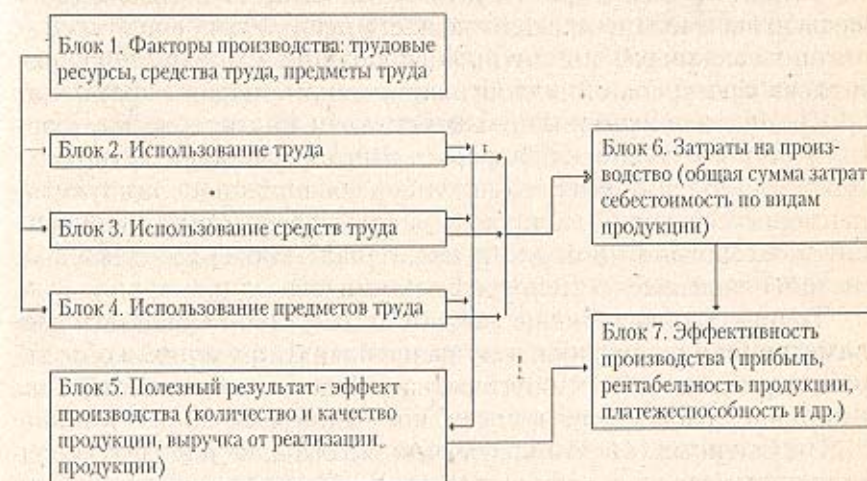 Блок 1. Факторы производства: трудовые
ресурсы, средства труда, предметы труда
Блок 2. Использование труда
Блок 3. Использование средств труда
Блок 4. Использование предметов труда
Блок 5. Полезный результат - эффект
производства (количество и качество
продукции, выручка от реализации
продукции)
Блок 6. Затраты на произ-
водство (общая сумма затрат
себестоимость по видам
продукции)
Блок 7. Эффективность
производства (прибыль,
рентабельность продукции,
платежеспособность и др.)